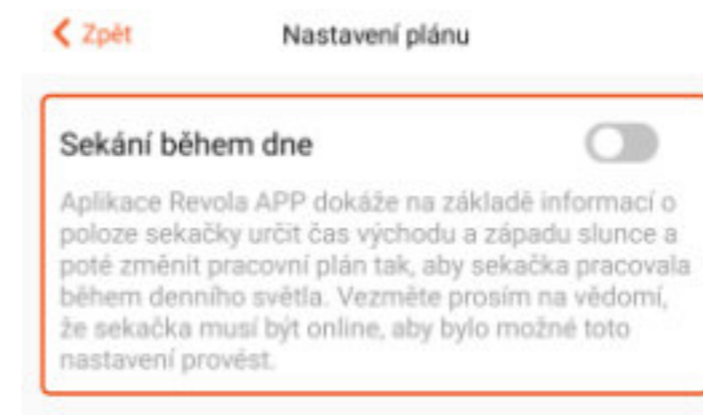 Zpět
Nastavení plánu
Sekání během dne
Aplikace Revola APP dokáže na základě informací o
poloze sekačky určit čas východu a západu slunce a
poté změnit pracovní plán tak, aby sekačka pracovala
během denního světla. Vezměte prosím na vědomí,
že sekačka musí být online, aby bylo možné toto
nastavení provést.